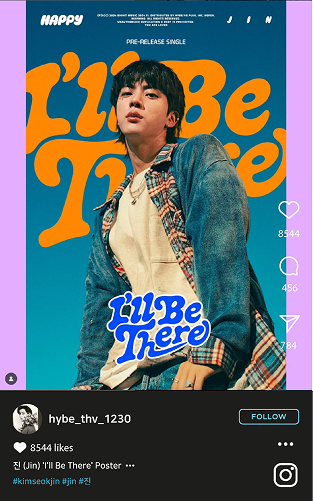 HAPPY
JIN
PRE-RELEASE SINGLE
I'll Be
There
I'll Be
There
8544
456
784
hybe_thv_1230
FOLLOW
8544 likes
진 (Jin) 'I'll Be There' Poster ···
#kimseokjin #jin #진